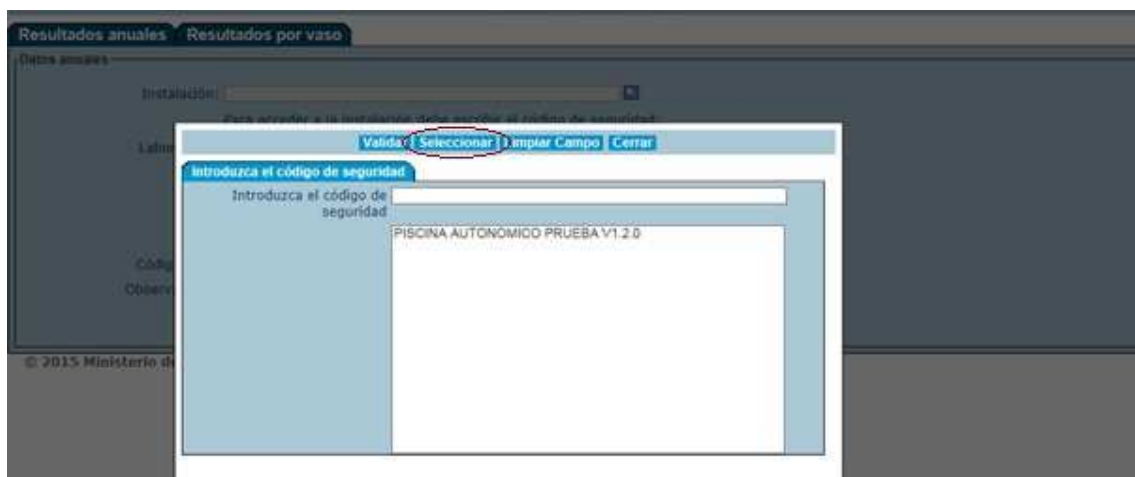 Resultados anuales Resultados por vaso
Datos anuales
Instalación:
Para acceder a la instalación debe escribir el código de seguridad:
Valida Seleccionar Limpiar Campo Cerrar
Introduzca el código de seguridad
Introduzca el código de
seguridad
PISCINA AUTONOMICO PRUEBA V1.2.0
© 2015 Ministerio de